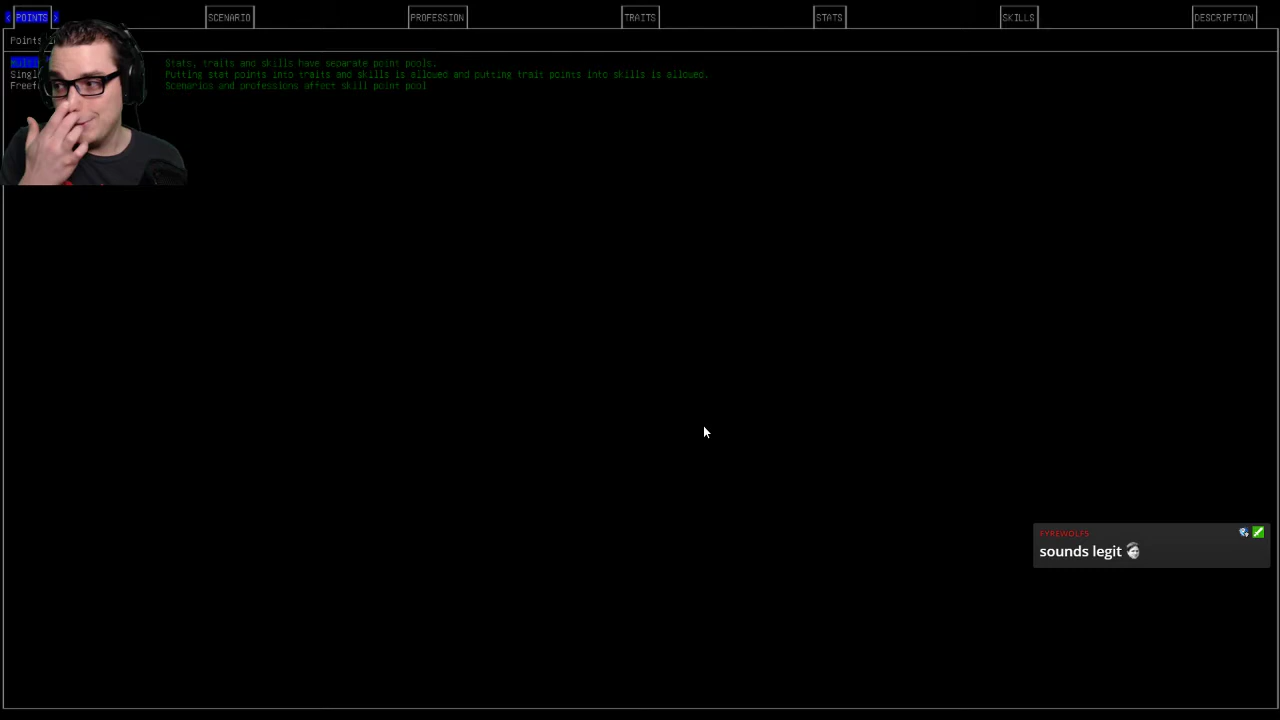 < POINTS > SCENARIO PROFESSION TRAITS STATS SKILLS DESCRIPTION
Points
Stats, traits and skills have separate point pools.
Putting stat points into traits and skills is allowed and putting trait points into skills is allowed.
Scenarios and professions affect skill point pool
FYREWOLFS
sounds legit